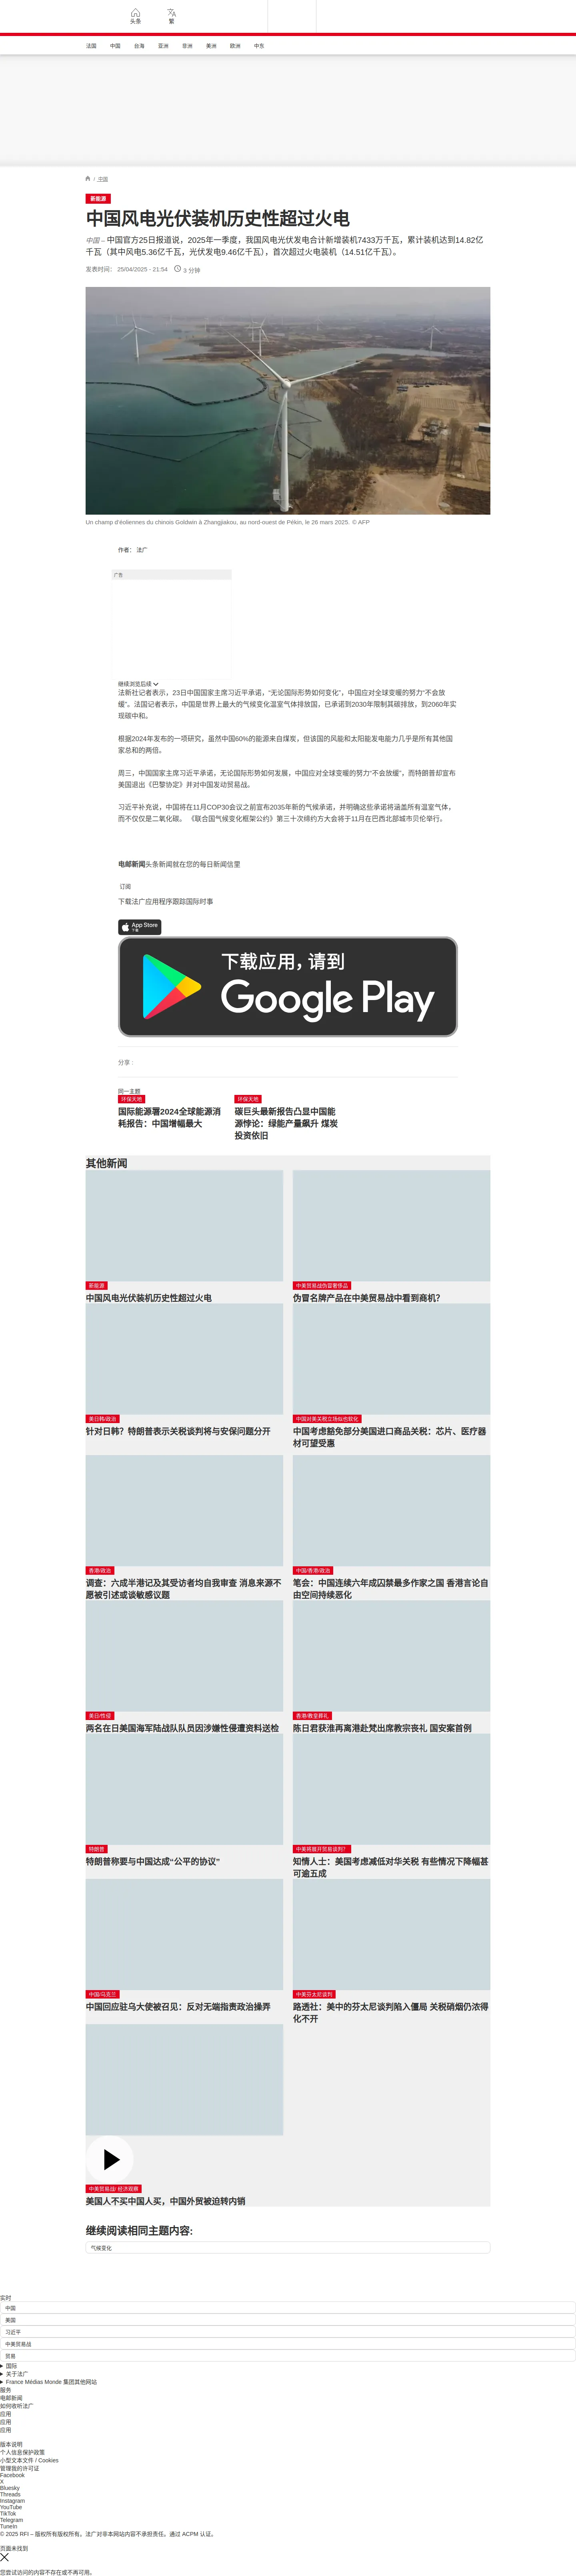 头条
繁
法国
中国
台海
亚洲
非洲
美洲
欧洲
中东
/ 中国
新能源
中国风电光伏装机历史性超过火电
中国 – 中国官方25日报道说，2025年一季度，我国风电光伏发电合计新增装机7433万千瓦，累计装机达到14.82亿
千瓦（其中风电5.36亿千瓦，光伏发电9.46亿千瓦），首次超过火电装机（14.51亿千瓦）。
发表时间： 25/04/2025 - 21:54
3 分钟
Un champ d'éoliennes du chinois Goldwin à Zhangjiakou, au nord-ouest de Pékin, le 26 mars 2025. © AFP
作者： 法广
广告
继续浏览后续
法新社记者表示，23日中国国家主席习近平承诺，“无论国际形势如何变化”，中国应对全球变暖的努力“不会放
缓”。法国记者表示，中国是世界上最大的气候变化温室气体排放国，已承诺到2030年限制其碳排放，到2060年实
现碳中和。
根据2024年发布的一项研究，虽然中国60%的能源来自煤炭，但该国的风能和太阳能发电能力几乎是所有其他国
家总和的两倍。
周三，中国国家主席习近平承诺，无论国际形势如何发展，中国应对全球变暖的努力“不会放缓”，而特朗普却宣布
美国退出《巴黎协定》并对中国发动贸易战。
习近平补充说，中国将在11月COP30会议之前宣布2035年新的气候承诺，并明确这些承诺将涵盖所有温室气体，
而不仅仅是二氧化碳。 《联合国气候变化框架公约》第三十次缔约方大会将于11月在巴西北部城市贝伦举行。
电邮新闻头条新闻就在您的每日新闻信里
订阅
下载法广应用程序跟踪国际时事
App Store
下载
下载应用，请到
Google Play
分享 :
同一主题
环保天地
国际能源署2024全球能源消
耗报告：中国增幅最大
环保天地
碳巨头最新报告凸显中国能
源悖论：绿能产量飙升 煤炭
投资依旧
其他新闻
新能源
中国风电光伏装机历史性超过火电
中美贸易战伪冒奢侈品
伪冒名牌产品在中美贸易战中看到商机？
美日韩/政治
针对日韩？特朗普表示关税谈判将与安保问题分开
中国对美关税立场似也软化
中国考虑豁免部分美国进口商品关税：芯片、医疗器
材可望受惠
香港/政治
调查：六成半港记及其受访者均自我审查 消息来源不
愿被引述或谈敏感议题
中国/香港/政治
笔会：中国连续六年成囚禁最多作家之国 香港言论自
由空间持续恶化
美日/性侵
两名在日美国海军陆战队队员因涉嫌性侵遭资料送检
香港/教皇葬礼
陈日君获淮再离港赴梵出席教宗丧礼 国安案首例
特朗普
特朗普称要与中国达成“公平的协议”
中美将展开贸易谈判?
知情人士：美国考虑减低对华关税 有些情况下降幅甚
可逾五成
中国/乌克兰
中国回应驻乌大使被召见：反对无端指责政治操弄
中美芬太尼谈判
路透社：美中的芬太尼谈判陷入僵局 关税硝烟仍浓得
化不开
中美贸易战/ 经济观察
美国人不买中国人买，中国外贸被迫转内销
继续阅读相同主题内容:
气候变化
实时
中国
美国
习近平
中美贸易战
贸易
国际
关于法广
France Médias Monde 集团其他网站
服务
电邮新闻
如何收听法广
应用
应用
应用
版本说明
个人信息保护政策
小型文本文件 / Cookies
管理我的许可证
Facebook
X
Bluesky
Threads
Instagram
YouTube
TikTok
Telegram
TuneIn
© 2025 RFI – 版权所有版权所有。法广对非本网站内容不承担责任。通过 ACPM 认证。
页面未找到
您尝试访问的内容不存在或不再可用。